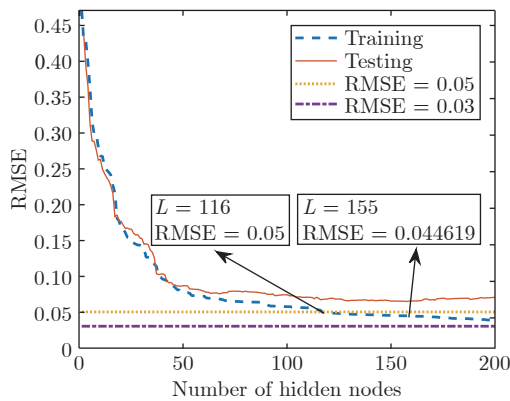 0.45
0.40
0.35
0.30
0.25
0.20
0.15
0.10
0.05
0
RMSE
Training
Testing
RMSE = 0.05
RMSE = 0.03
L = 116
RMSE = 0.05
L = 155
RMSE = 0.044619
0 50 100 150 200
Number of hidden nodes